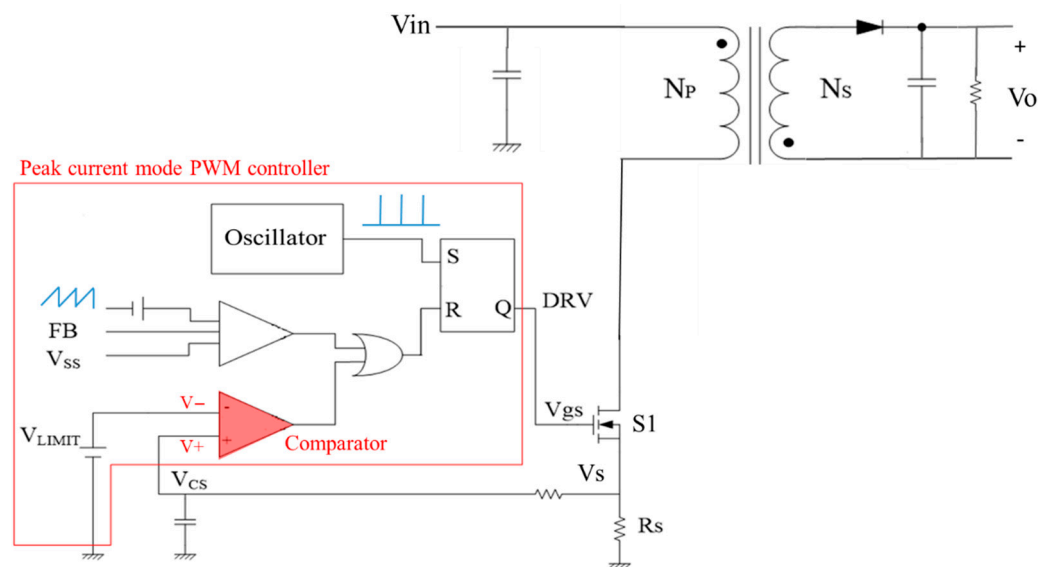 Vin
NP
NS
+
Vo
-
Peak current mode PWM controller
Oscillator
S
R
Q
DRV
FB
VSS
V−
-
VLIMIT
V+
+
Comparator
Vgs
S1
VCS
Vs
Rs